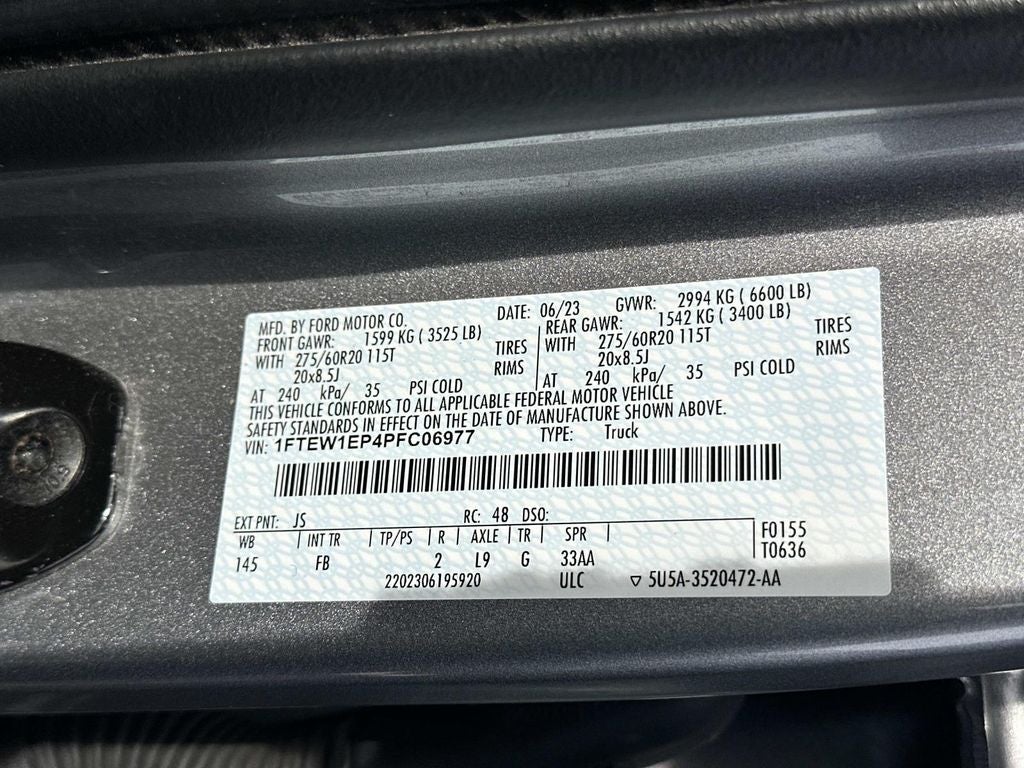 MFD. BY FORD MOTOR CO.
DATE: 06/23 GVWR: 2994 KG ( 6600 LB)
FRONT GAWR: 1599 KG ( 3525 LB)
WITH 275/60R20 115T TIRES
20x8.5J RIMS
AT 240 kPa/ 35 PSI COLD
REAR GAWR: 1542 KG ( 3400 LB)
WITH 275/60R20 115T TIRES
20x8.5J RIMS
AT 240 kPa/ 35 PSI COLD
THIS VEHICLE CONFORMS TO ALL APPLICABLE FEDERAL MOTOR VEHICLE
SAFETY STANDARDS IN EFFECT ON THE DATE OF MANUFACTURE SHOWN ABOVE.
VIN: 1FTEW1EP4PFC06977 TYPE: Truck
EXT PNT: JS RC: 48 DSO:
WB INT TR TP/PS R AXLE TR SPR F0155
145 FB 2 L9 G 33AA T0636
2202306195920 ULC ▽ 5U5A-3520472-AA